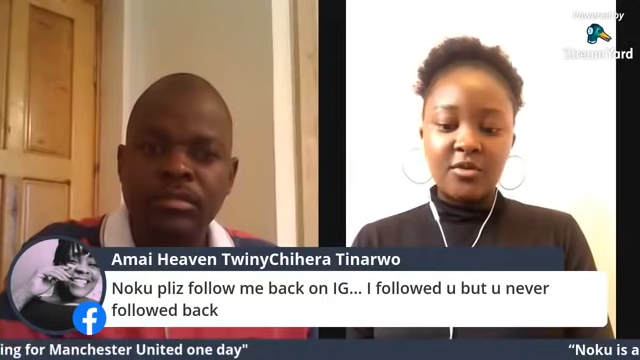 Powered by
StreamYard
Amai Heaven TwinyChihera Tinarwo
Noku pliz follow me back on IG... I followed u but u never
followed back
ing for Manchester United one day" “Noku is a